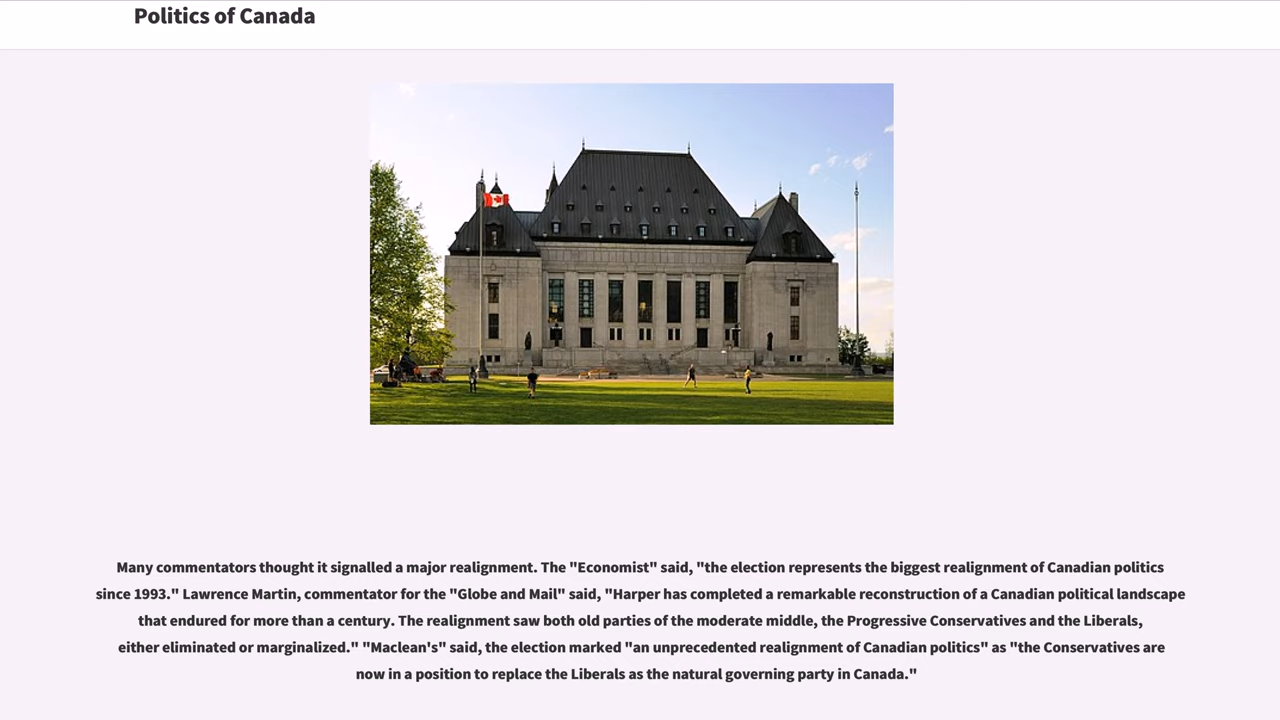 Politics of Canada
Many commentators thought it signalled a major realignment. The "Economist" said, "the election represents the biggest realignment of Canadian politics
since 1993." Lawrence Martin, commentator for the "Globe and Mail" said, "Harper has completed a remarkable reconstruction of a Canadian political landscape
that endured for more than a century. The realignment saw both old parties of the moderate middle, the Progressive Conservatives and the Liberals,
either eliminated or marginalized." "Maclean's" said, the election marked "an unprecedented realignment of Canadian politics" as "the Conservatives are
now in a position to replace the Liberals as the natural governing party in Canada."